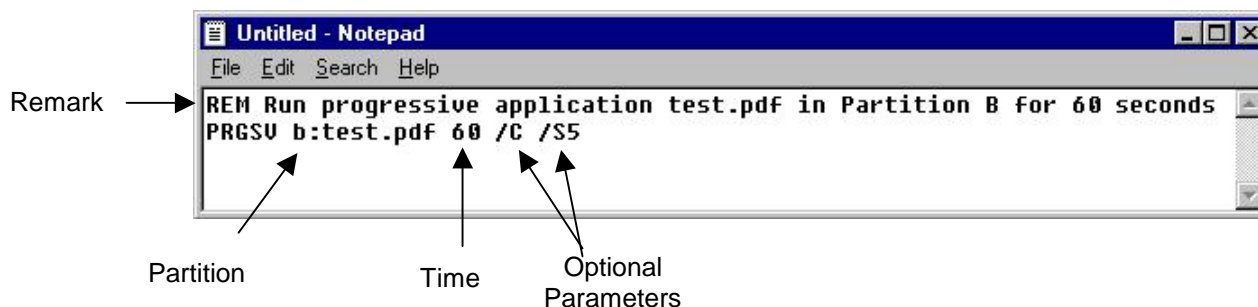 Untitled - Notepad
File Edit Search Help
Remark
REM Run progressive application test.pdf in Partition B for 60 seconds
PRGSV b:test.pdf 60 /C /S5
Partition
Time
Optional
Parameters